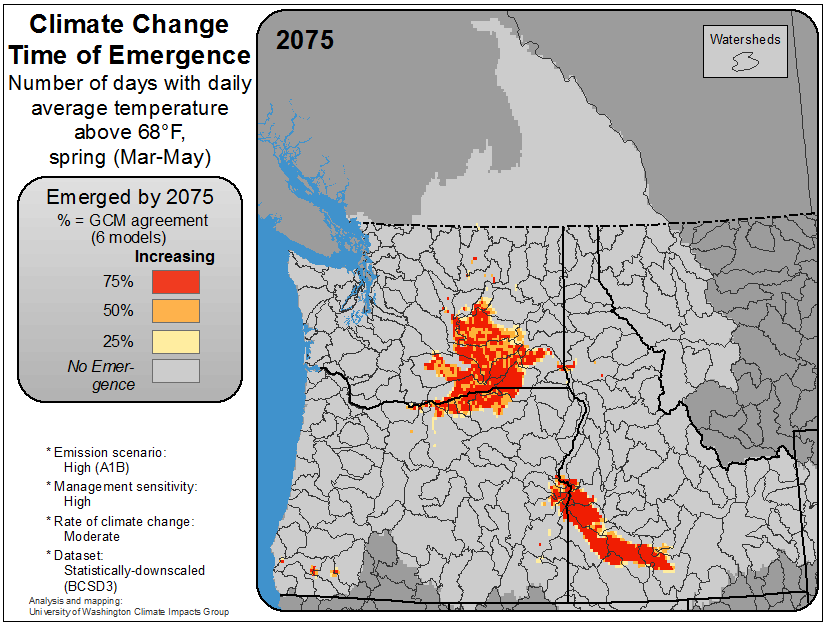 Climate Change
Time of Emergence
Number of days with daily
average temperature
above 68°F,
spring (Mar-May)
Emerged by 2075
% = GCM agreement
(6 models)
Increasing
75%
50%
25%
No Emer-
gence
* Emission scenario:
High (A1B)
* Management sensitivity:
High
* Rate of climate change:
Moderate
* Dataset:
Statistically-downscaled
(BCSD3)
Analysis and mapping:
University of Washington Climate Impacts Group
2075
Watersheds